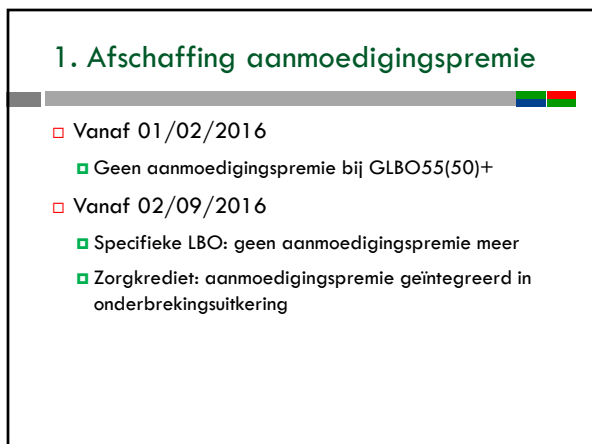 1. Afschaffing aanmoedigingspremie
Vanaf 01/02/2016
Geen aanmoedigingspremie bij GLBO55(50)+
Vanaf 02/09/2016
Specifieke LBO: geen aanmoedigingspremie meer
Zorgkrediet: aanmoedigingspremie geïntegreerd in
onderbrekingsuitkering